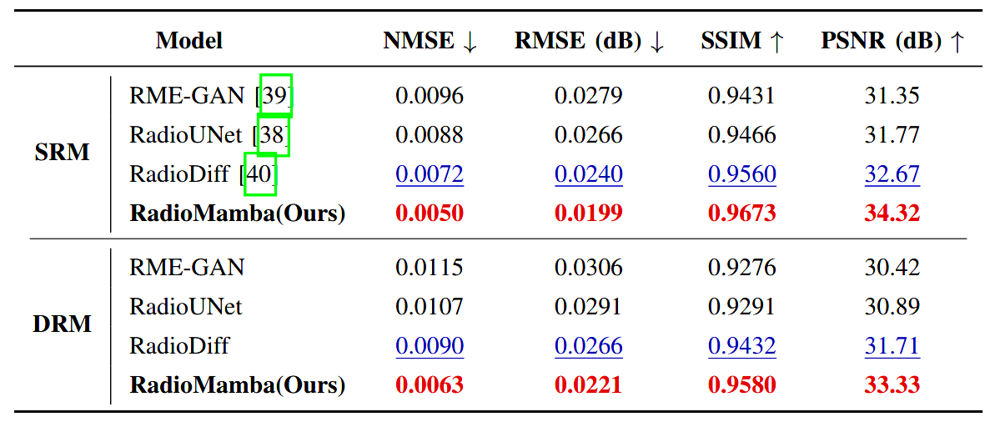 Model NMSE ↓ RMSE (dB) ↓ SSIM ↑ PSNR (dB) ↑
SRM
RME-GAN [39] 0.0096 0.0279 0.9431 31.35
RadioUNet [38] 0.0088 0.0266 0.9466 31.77
RadioDiff [40] 0.0072 0.0240 0.9560 32.67
RadioMamba(Ours) 0.0050 0.0199 0.9673 34.32
DRM
RME-GAN 0.0115 0.0306 0.9276 30.42
RadioUNet 0.0107 0.0291 0.9291 30.89
RadioDiff 0.0090 0.0266 0.9432 31.71
RadioMamba(Ours) 0.0063 0.0221 0.9580 33.33